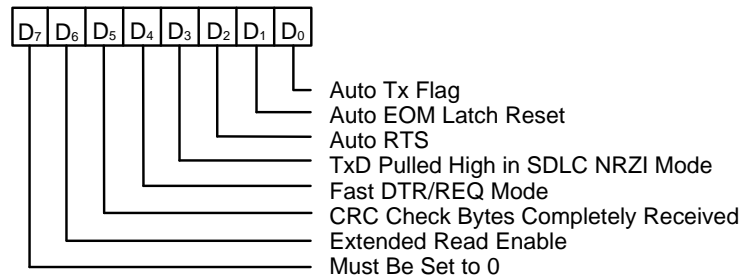 D₇ D₆ D₅ D₄ D₃ D₂ D₁ D₀
Auto Tx Flag
Auto EOM Latch Reset
Auto RTS
TxD Pulled High in SDLC NRZI Mode
Fast DTR/REQ Mode
CRC Check Bytes Completely Received
Extended Read Enable
Must Be Set to 0